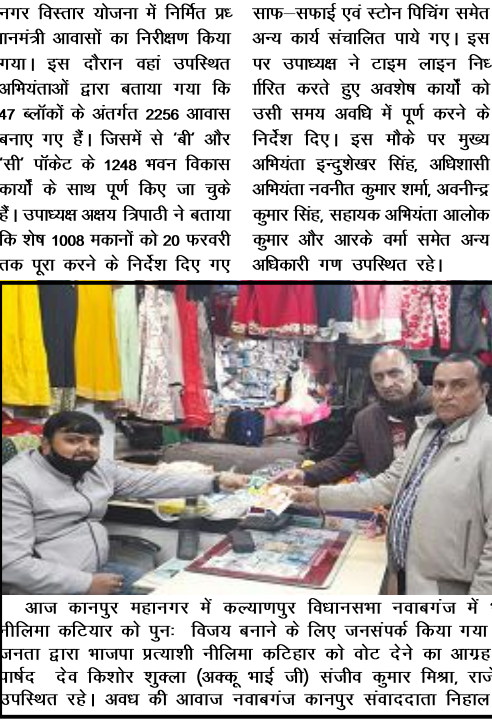 नगर विस्तार योजना में निर्मित प्रध
ानमंत्री आवासों का निरीक्षण किया
गया। इस दौरान वहां उपस्थित
अभियंताओं द्वारा बताया गया कि
47 ब्लॉकों के अंतर्गत 2256 आवास
बनाए गए हैं। जिसमें से 'बी' और
'सी' पॉकेट के 1248 भवन विकास
कार्यों के साथ पूर्ण किए जा चुके
हैं। उपाध्यक्ष अक्षय त्रिपाठी ने बताया
कि शेष 1008 मकानों को 20 फरवरी
तक पूरा करने के निर्देश दिए गए
साफ–सफाई एवं स्टोन पिचिंग समेत
अन्य कार्य संचालित पाये गए। इस
पर उपाध्यक्ष ने टाइम लाइन निध
र्ारित करते हुए अवशेष कार्यों को
उसी समय अवधि में पूर्ण करने के
निर्देश दिए। इस मौके पर मुख्य
अभियंता इन्दुशेखर सिंह, अधिशासी
अभियंता नवनीत कुमार शर्मा, अवनीन्द्र
कुमार सिंह, सहायक अभियंता आलोक
कुमार और आरके वर्मा समेत अन्य
अधिकारी गण उपस्थित रहे।
आज कानपुर महानगर में कल्याणपुर विधानसभा नवाबगंज में
नीलिमा कटियार को पुनः विजय बनाने के लिए जनसंपर्क किया गया
जनता द्वारा भाजपा प्रत्याशी नीलिमा कटिहार को वोट देने का आग्रह
पार्षद देव किशोर शुक्ला (अक्कू भाई जी) संजीव कुमार मिश्रा, राजे
उपस्थित रहे। अवध की आवाज नवाबगंज कानपुर संवाददाता निहाल